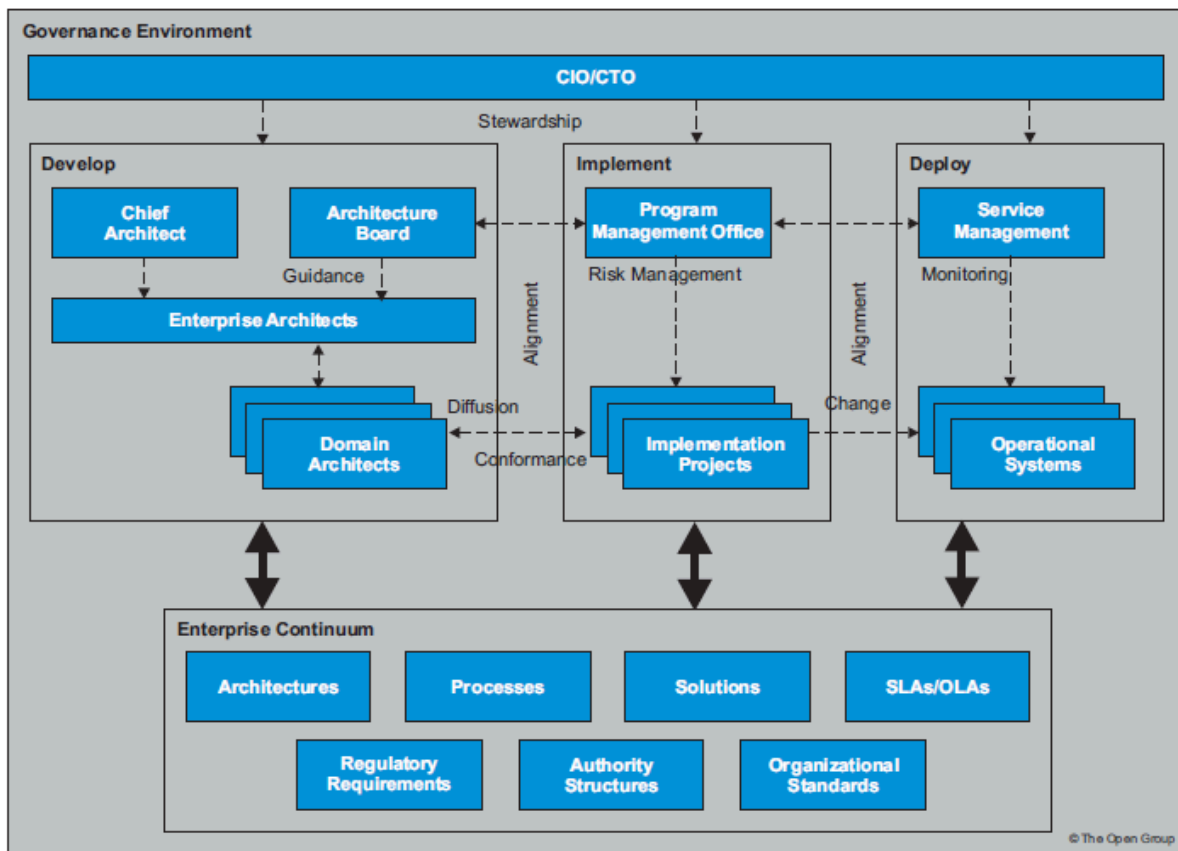 Governance Environment
CIO/CTO
Stewardship
Develop
Implement
Deploy
Chief
Architect
Architecture
Board
Program
Management Office
Service
Management
Guidance
Risk Management
Monitoring
Enterprise Architects
Alignment
Alignment
Diffusion
Change
Domain
Architects
Conformance
Implementation
Projects
Operational
Systems
Enterprise Continuum
Architectures
Processes
Solutions
SLAs/OLAs
Regulatory
Requirements
Authority
Structures
Organizational
Standards
© The Open Group